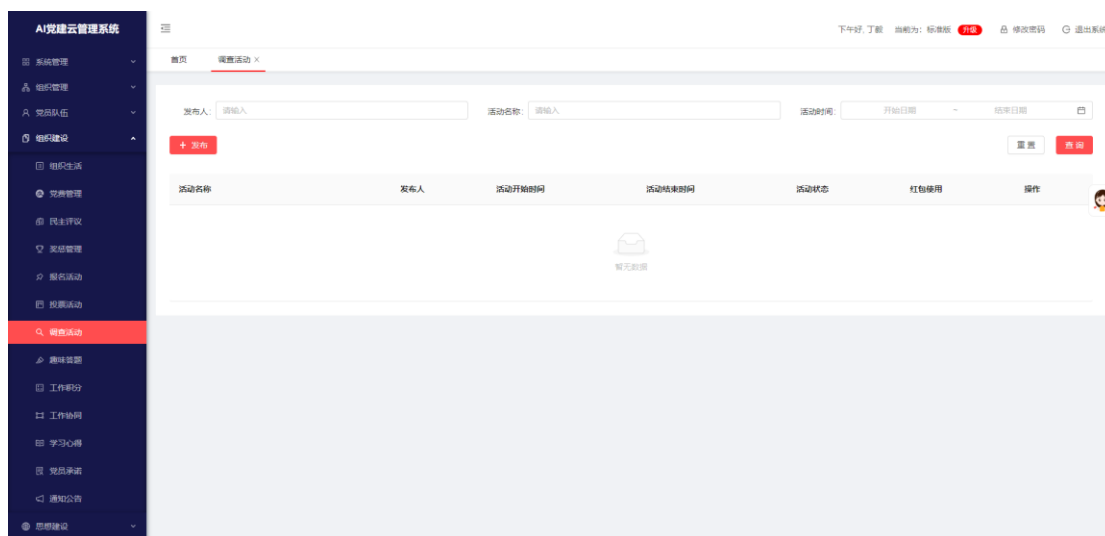 AI党建云管理系统
下午好, 丁毅 当前为: 标准版 升级 修改密码 退出系统
首页 调查活动 ×
系统管理
组织管理
党员队伍
组织建设
组织生活
党费管理
民主评议
奖惩管理
报名活动
投票活动
调查活动
趣味答题
工作积分
工作协同
学习心得
党员承诺
通知公告
思想建设
发布人: 请输入 活动名称: 请输入 活动时间: 开始日期 ~ 结束日期
+ 发布 重置 查询
活动名称 发布人 活动开始时间 活动结束时间 活动状态 红包使用 操作
暂无数据